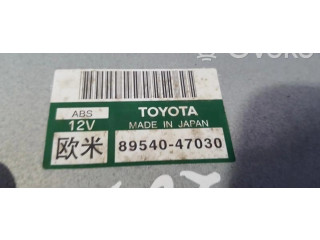 ABS
12V
TOYOTA
MADE IN JAPAN
欧米
89540-47030